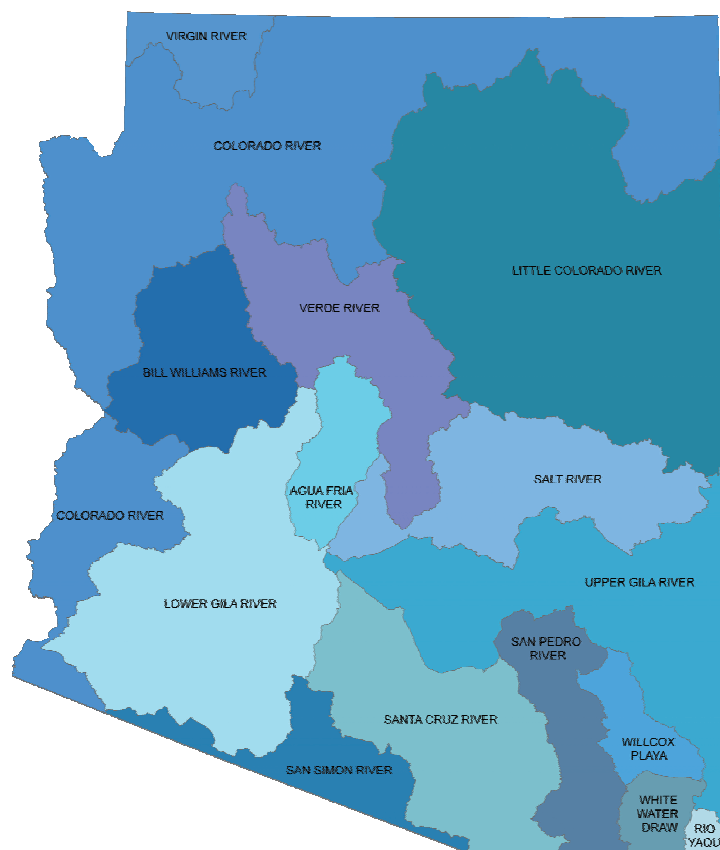 VIRGIN RIVER
COLORADO RIVER
LITTLE COLORADO RIVER
VERDE RIVER
BILL WILLIAMS RIVER
SALT RIVER
AGUA FRIA
RIVER
COLORADO RIVER
UPPER GILA RIVER
LOWER GILA RIVER
SAN PEDRO
RIVER
SANTA CRUZ RIVER
WILLCOX
PLAYA
SAN SIMON RIVER
WHITE
WATER
DRAW
RIO
YAQUI